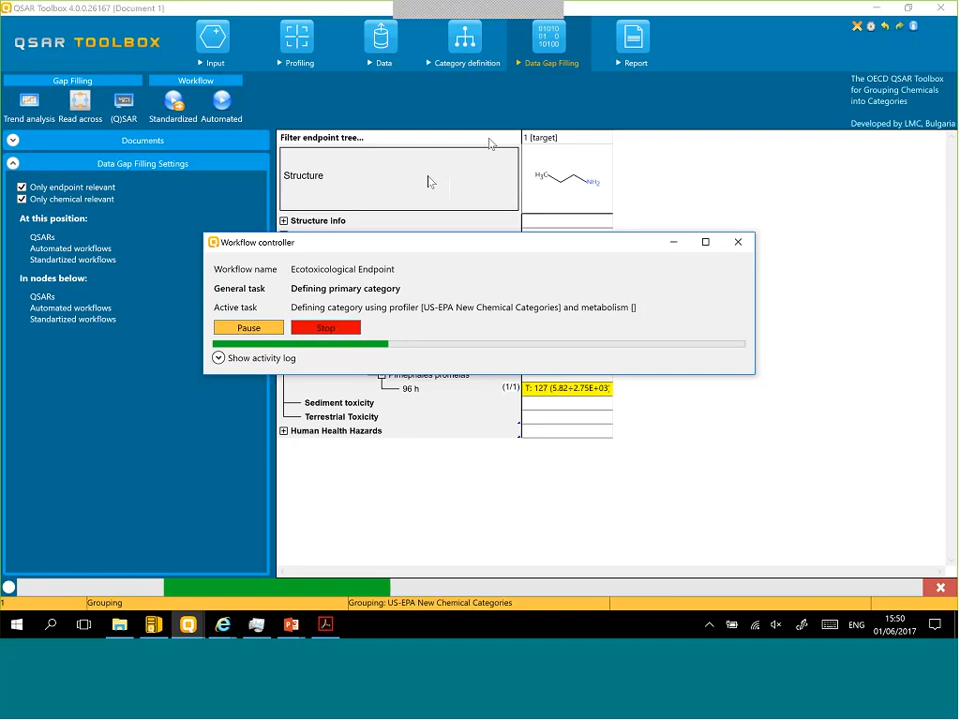 QSAR Toolbox 4.0.0.26167 [Document 1]
QSAR TOOLBOX
Input
Profiling
Data
Category definition
Data Gap Filling
Report
Gap Filling
Workflow
Trend analysis
Read across
(Q)SAR
Standardized
Automated
The OECD QSAR Toolbox
for Grouping Chemicals
into Categories
Developed by LMC, Bulgaria
Documents
Data Gap Filling Settings
Only endpoint relevant
Only chemical relevant
At this position:
QSARs
Automated workflows
Standartized workflows
In nodes below:
QSARs
Automated workflows
Standartized workflows
Filter endpoint tree...
1 [target]
Structure
H₃C NH₂
Structure info
Workflow controller
Workflow name Ecotoxicological Endpoint
General task Defining primary category
Active task Defining category using profiler [US-EPA New Chemical Categories] and metabolism []
Pause
Stop
Show activity log
Pimephales promelas
96 h
(1/1)
T: 127 (5.82÷2.75E+03)
Sediment toxicity
Terrestrial Toxicity
Human Health Hazards
1
Grouping
Grouping: US-EPA New Chemical Categories
ENG
15:50
01/06/2017